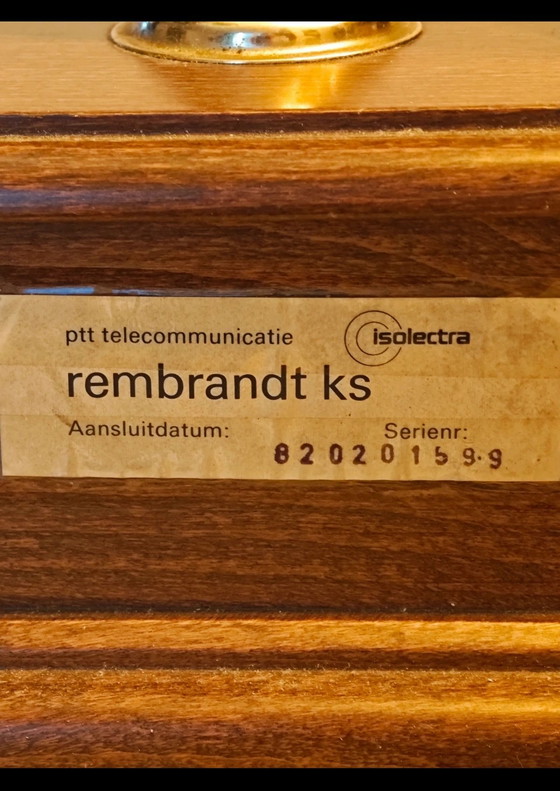 ptt telecommunicatie isolectra
rembrandt ks
Aansluitdatum: Serienr:
82020159.9